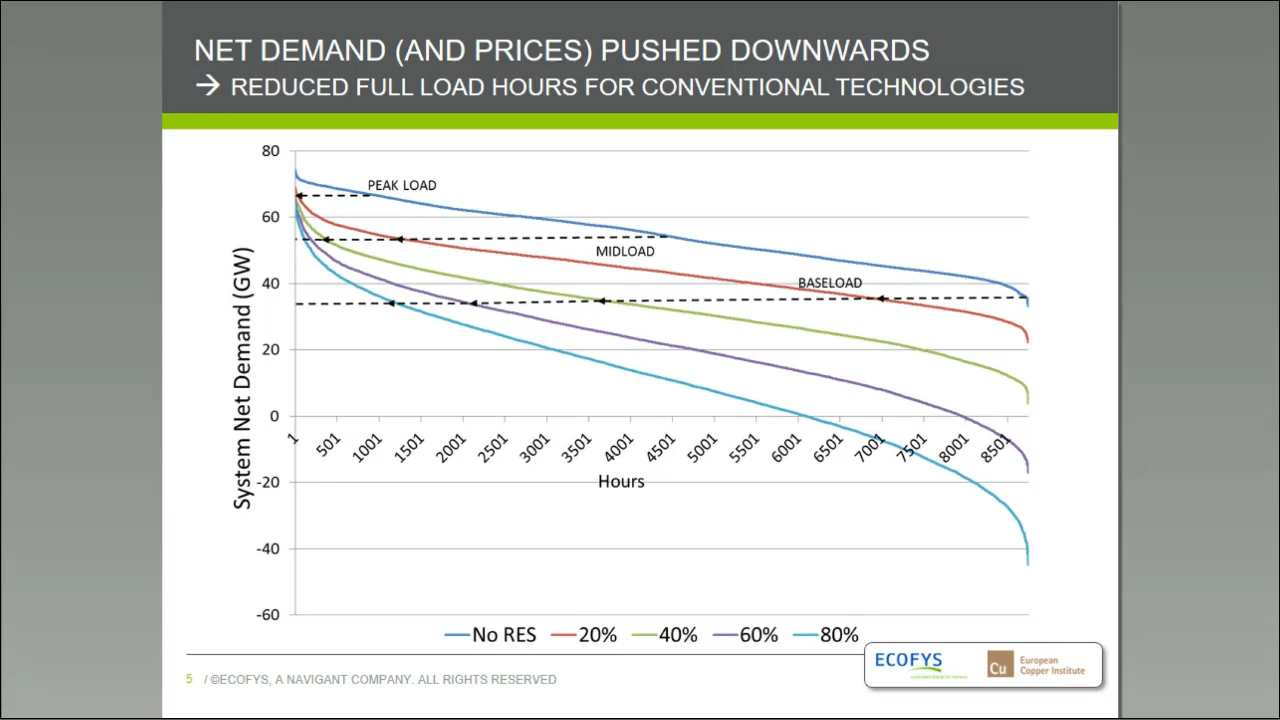 NET DEMAND (AND PRICES) PUSHED DOWNWARDS
→ REDUCED FULL LOAD HOURS FOR CONVENTIONAL TECHNOLOGIES
80
60
40
20
0
-20
-40
-60
System Net Demand (GW)
PEAK LOAD
MIDLOAD
BASELOAD
1 501 1001 1501 2001 2501 3001 3501 4001 4501 5001 5501 6001 6501 7001 7501 8001 8501
Hours
No RES 20% 40% 60% 80%
5 / ©ECOFYS, A NAVIGANT COMPANY. ALL RIGHTS RESERVED
ECOFYS
Cu
European
Copper Institute